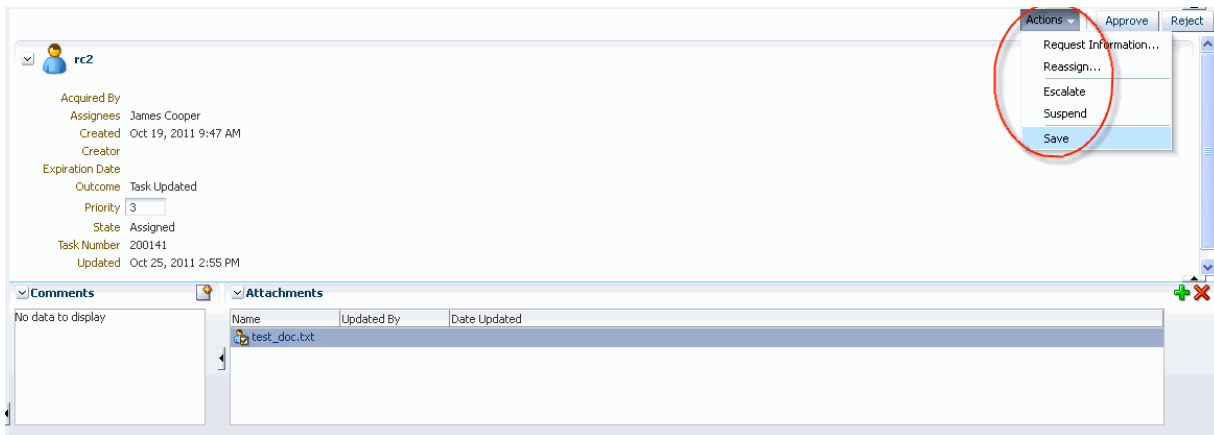 Actions Approve Reject
Request Information...
Reassign...
Escalate
Suspend
Save
rc2
Acquired By
Assignees James Cooper
Created Oct 19, 2011 9:47 AM
Creator
Expiration Date
Outcome Task Updated
Priority 3
State Assigned
Task Number 200141
Updated Oct 25, 2011 2:55 PM
Comments
No data to display
Attachments
Name Updated By Date Updated
test_doc.txt